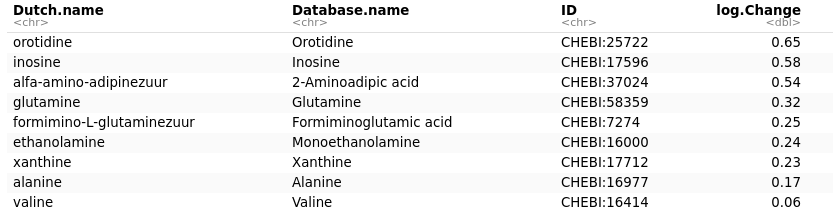 Dutch.name Database.name ID log.Change
<chr> <chr> <chr> <dbl>
orotidine Orotidine CHEBI:25722 0.65
inosine Inosine CHEBI:17596 0.58
alfa-amino-adipinezuur 2-Aminoadipic acid CHEBI:37024 0.54
glutamine Glutamine CHEBI:58359 0.32
formimino-L-glutaminezuur Formiminoglutamic acid CHEBI:7274 0.25
ethanolamine Monoethanolamine CHEBI:16000 0.24
xanthine Xanthine CHEBI:17712 0.23
alanine Alanine CHEBI:16977 0.17
valine Valine CHEBI:16414 0.06